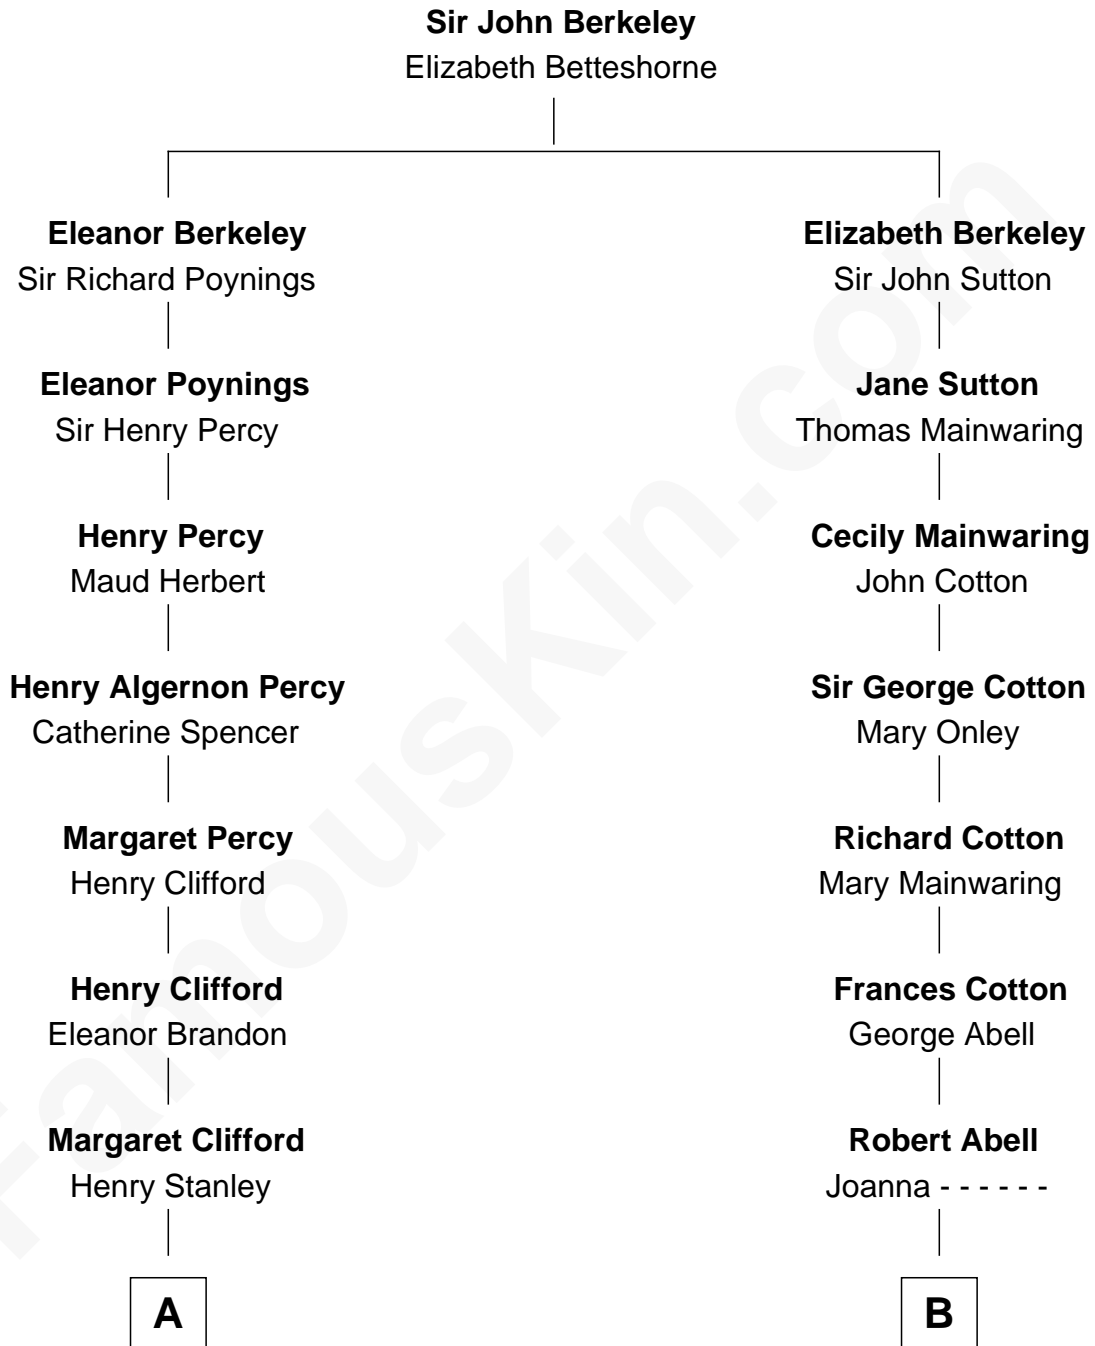 Sir John Berkeley
Elizabeth Betteshorne
Eleanor Berkeley
Sir Richard Poynings
Elizabeth Berkeley
Sir John Sutton
Eleanor Poynings
Sir Henry Percy
Jane Sutton
Thomas Mainwaring
Henry Percy
Maud Herbert
Cecily Mainwaring
John Cotton
Henry Algernon Percy
Catherine Spencer
Sir George Cotton
Mary Onley
Margaret Percy
Henry Clifford
Richard Cotton
Mary Mainwaring
Henry Clifford
Eleanor Brandon
Frances Cotton
George Abell
Margaret Clifford
Henry Stanley
Robert Abell
Joanna - - - - - -
A
B
FamousKin.com